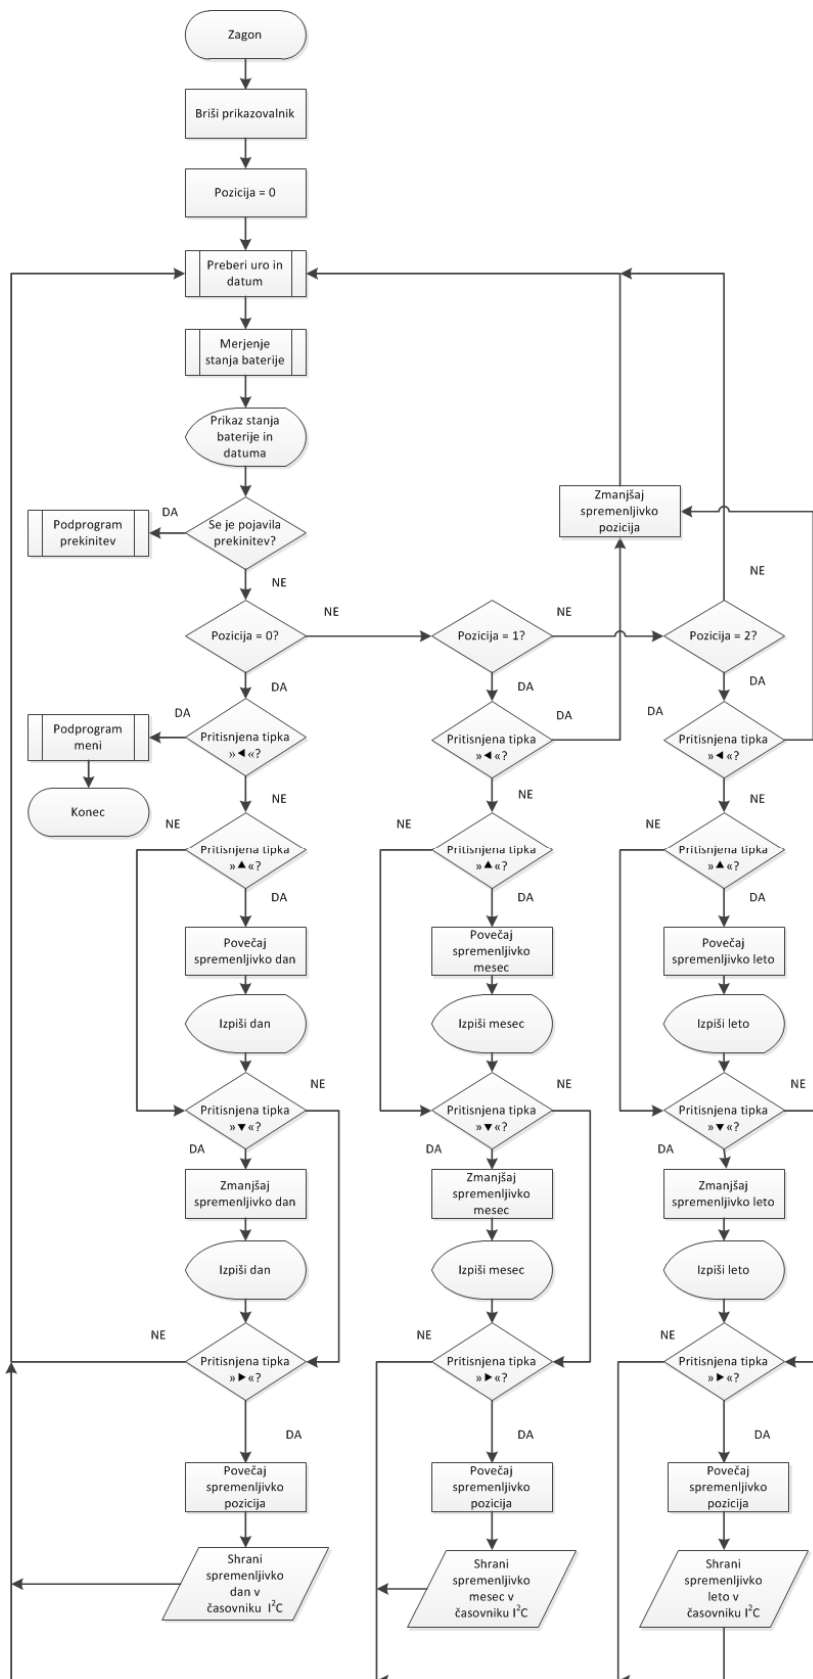 Zagon
Briši prikazovalnik
Pozicija = 0
Preberi uro in
datum
Merjenje
stanja baterije
Prikaz stanja
baterije in
datuma
Zmanjšaj
spremenljivko
pozicija
DA
Se je pojavila
prekinitev?
Podprogram
prekinitev
NE
NE
Pozicija = 0?
NE
Pozicija = 1?
NE
Pozicija = 2?
DA
DA
DA
Podprogram
meni
DA
Pritisnjena tipka
»◄«?
DA
Pritisnjena tipka
»◄«?
DA
Pritisnjena tipka
»◄«?
Konec
NE
NE
NE
NE
NE
NE
Pritisnjena tipka
»▲«?
Pritisnjena tipka
»▲«?
Pritisnjena tipka
»▲«?
DA
DA
DA
Povečaj
spremenljivko dan
Povečaj
spremenljivko
mesec
Povečaj
spremenljivko leto
Izpiši dan
Izpiši mesec
Izpiši leto
NE
NE
NE
Pritisnjena tipka
»▼«?
Pritisnjena tipka
»▼«?
Pritisnjena tipka
»▼«?
DA
DA
DA
Zmanjšaj
spremenljivko dan
Zmanjšaj
spremenljivko
mesec
Zmanjšaj
spremenljivko leto
Izpiši dan
Izpiši mesec
Izpiši leto
NE
NE
NE
Pritisnjena tipka
»►«?
Pritisnjena tipka
»►«?
Pritisnjena tipka
»►«?
DA
DA
DA
Povečaj
spremenljivko
pozicija
Povečaj
spremenljivko
pozicija
Povečaj
spremenljivko
pozicija
Shrani
spremenljivko
dan v
časovniku I²C
Shrani
spremenljivko
mesec v
časovniku I²C
Shrani
spremenljivko
leto v
časovniku I²C